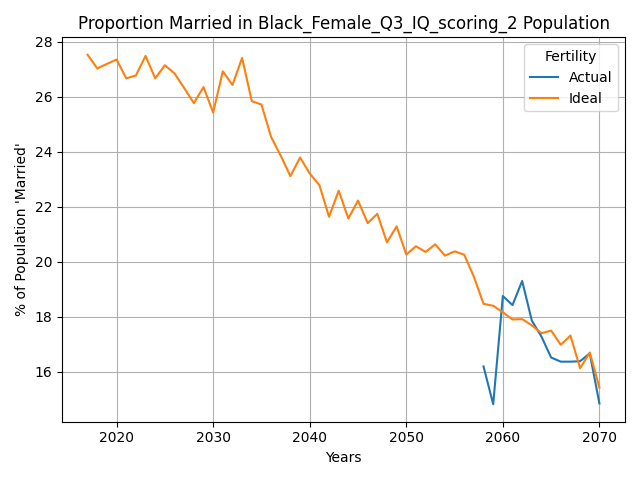 Proportion Married in Black_Female_Q3_IQ_scoring_2 Population
% of Population 'Married'
28
26
24
22
20
18
16
Fertility
Actual
Ideal
2020
2030
2040
2050
2060
2070
Years